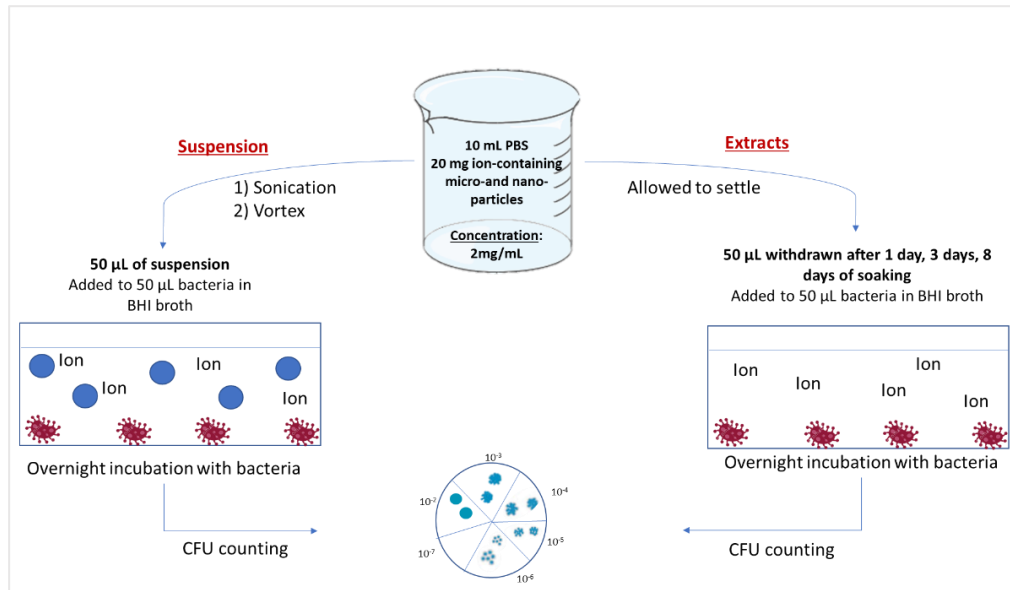 10 mL PBS
20 mg ion-containing
micro-and nano-
particles
Concentration:
2mg/mL
Suspension
1) Sonication
2) Vortex
50 µL of suspension
Added to 50 µL bacteria in
BHI broth
Ion
Ion
Ion
Ion
Overnight incubation with bacteria
CFU counting
Extracts
Allowed to settle
50 µL withdrawn after 1 day, 3 days, 8
days of soaking
Added to 50 µL bacteria in BHI broth
Ion
Ion
Ion
Ion
Ion
Overnight incubation with bacteria
CFU counting
10⁻³
10⁻²
10⁻⁴
10⁻⁵
10⁻⁷
10⁻⁶